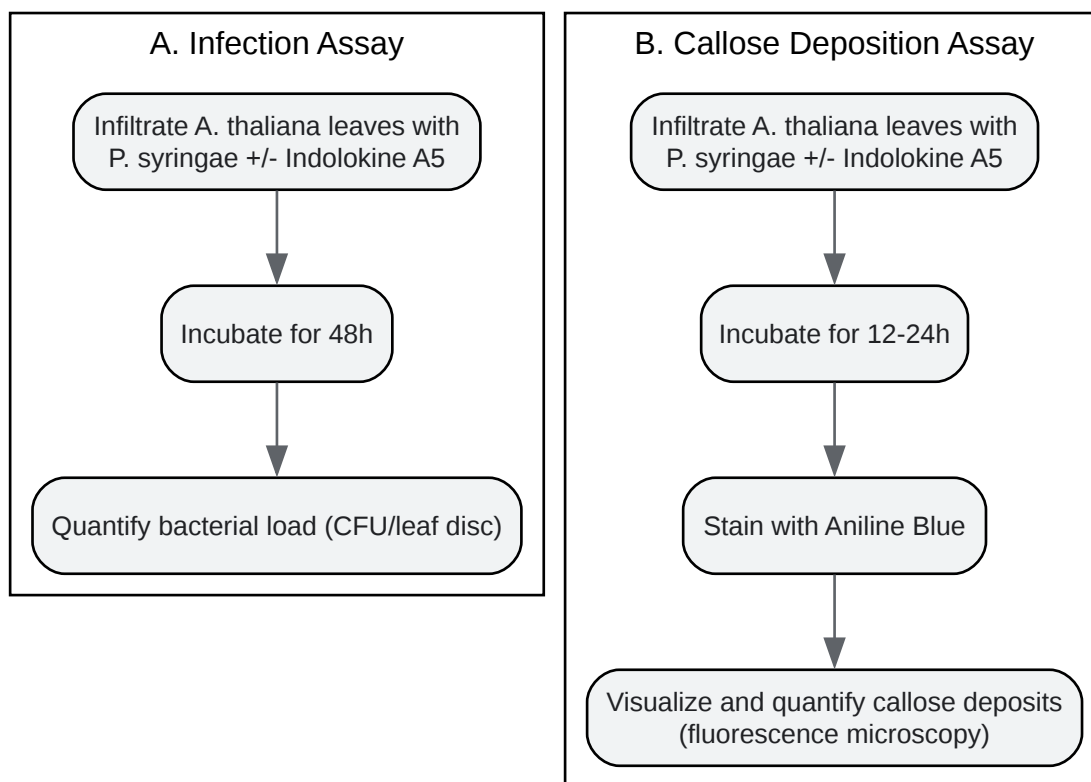 A. Infection Assay
Infiltrate A. thaliana leaves with
P. syringae +/- Indolokine A5
Incubate for 48h
Quantify bacterial load (CFU/leaf disc)
B. Callose Deposition Assay
Infiltrate A. thaliana leaves with
P. syringae +/- Indolokine A5
Incubate for 12-24h
Stain with Aniline Blue
Visualize and quantify callose deposits
(fluorescence microscopy)